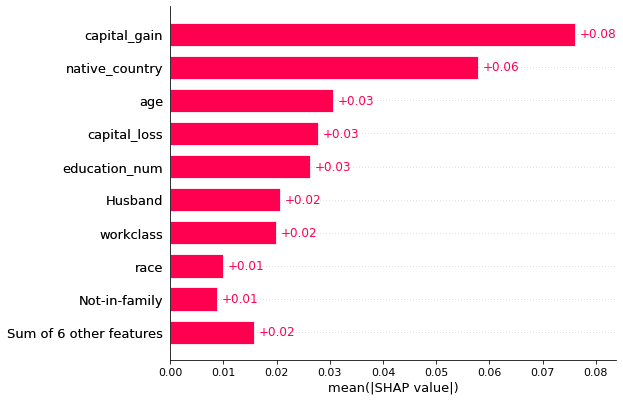 capital_gain +0.08
native_country +0.06
age +0.03
capital_loss +0.03
education_num +0.03
Husband +0.02
workclass +0.02
race +0.01
Not-in-family +0.01
Sum of 6 other features +0.02
0.00 0.01 0.02 0.03 0.04 0.05 0.06 0.07 0.08
mean(|SHAP value|)